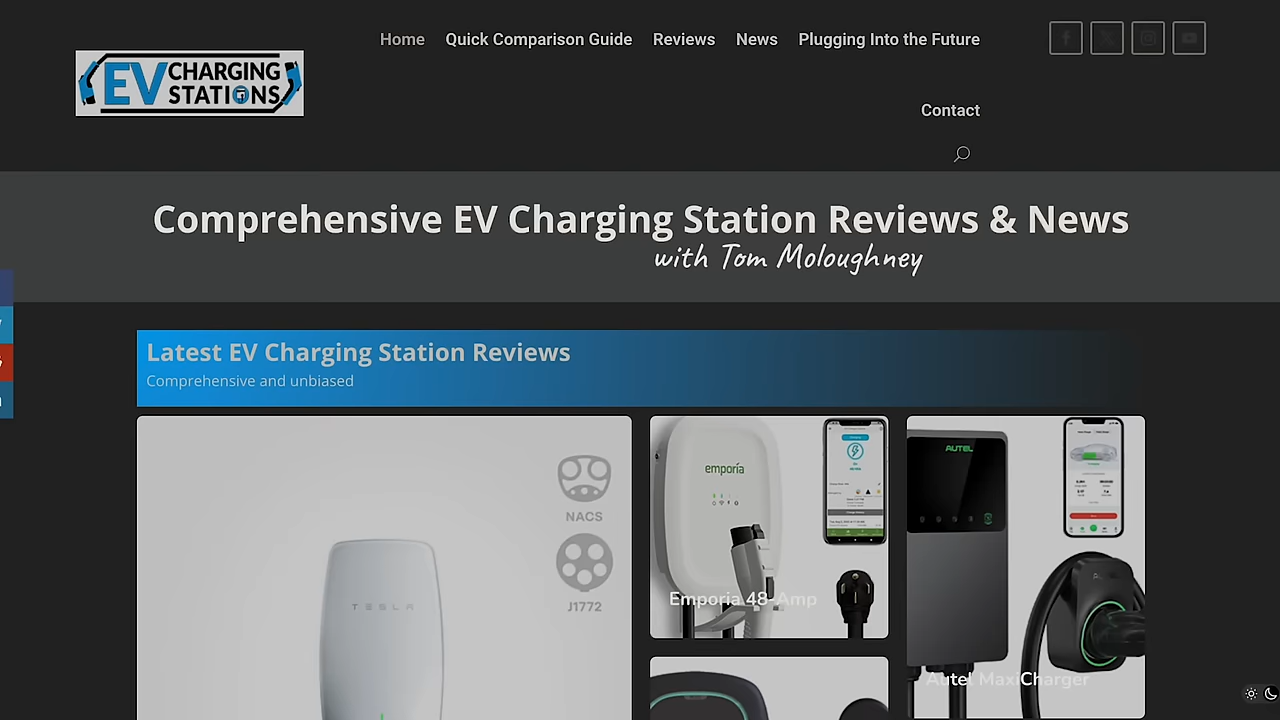 Home Quick Comparison Guide Reviews News Plugging Into the Future
EV CHARGING STATIONS
Contact
Comprehensive EV Charging Station Reviews & News
with Tom Moloughney
Latest EV Charging Station Reviews
Comprehensive and unbiased
NACS
J1772
TESLA
emporia
Emporia 48-Amp
AUTEL
Autel MaxiCharger